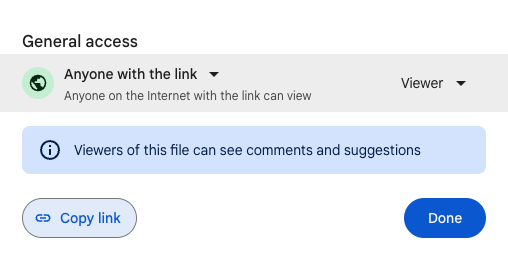 General access
Anyone with the link
Anyone on the Internet with the link can view
Viewer
Viewers of this file can see comments and suggestions
Copy link
Done